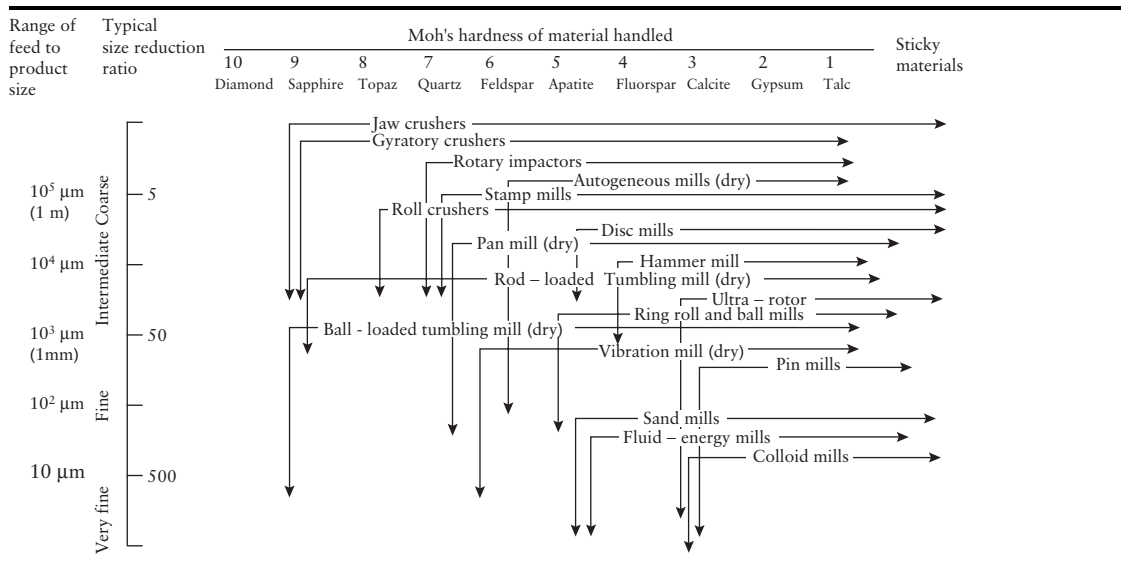 Range of
feed to
product
size
Typical
size reduction
ratio
Moh's hardness of material handled
10 9 8 7 6 5 4 3 2 1
Diamond Sapphire Topaz Quartz Feldspar Apatite Fluorspar Calcite Gypsum Talc
Sticky
materials
Jaw crushers
Gyratory crushers
Rotary impactors
Autogeneous mills (dry)
10⁵ μm
(1 m)
5
Stamp mills
Roll crushers
Coarse
Disc mills
Pan mill (dry)
10⁴ μm
Hammer mill
Intermediate
Rod – loaded Tumbling mill (dry)
Ultra – rotor
Ring roll and ball mills
10³ μm
(1mm)
50
Ball - loaded tumbling mill (dry)
Vibration mill (dry)
Pin mills
10² μm
Fine
Sand mills
Fluid – energy mills
Colloid mills
10 μm
500
Very fine